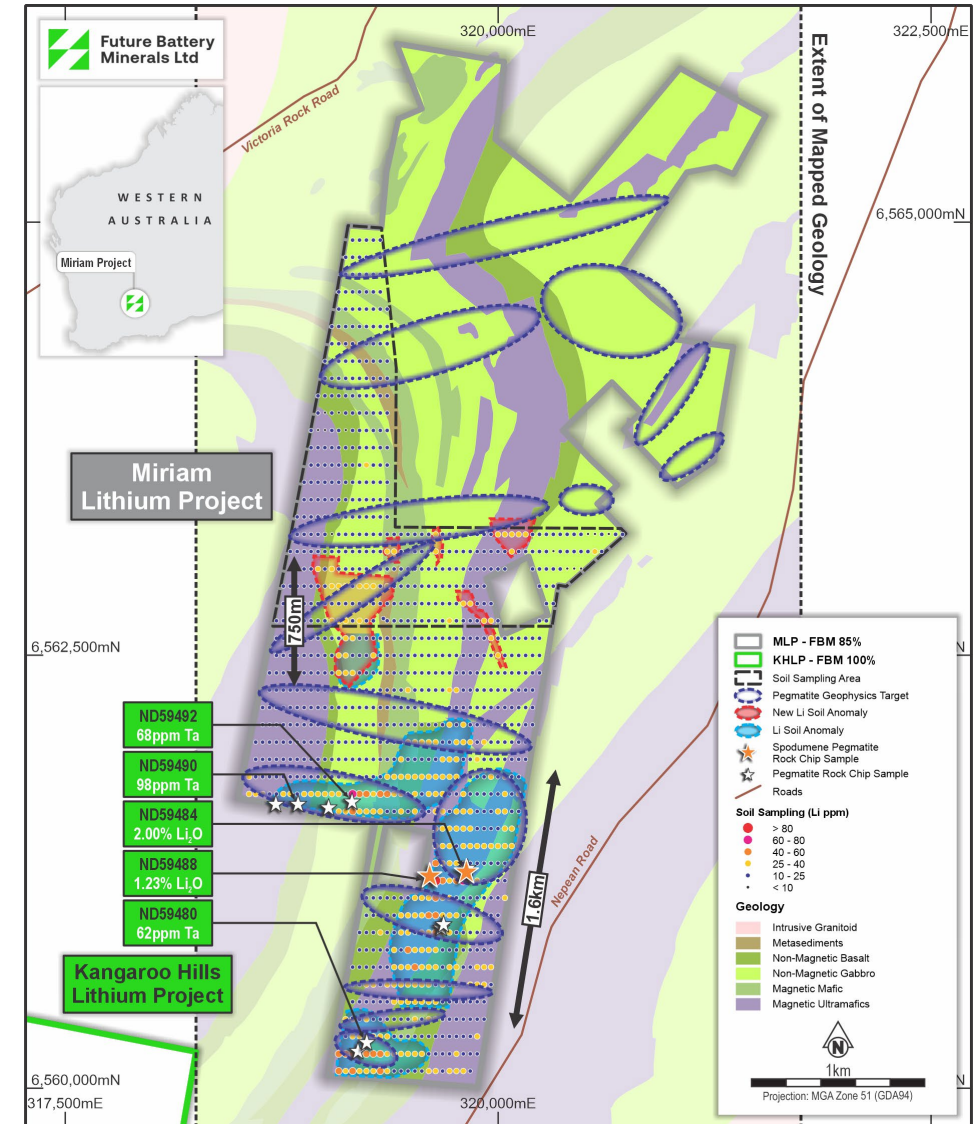 320,000mE
322,500mE
Future Battery
Minerals Ltd
Victoria Rock Road
Extent of Mapped Geology
WESTERN
AUSTRALIA
6,565,000mN
Miriam Project
Miriam
Lithium Project
750m
6,562,500mN
N
MLP - FBM 85%
KHLP - FBM 100%
Soil Sampling Area
Pegmatite Geophysics Target
New Li Soil Anomaly
Li Soil Anomaly
Spodumene Pegmatite
Rock Chip Sample
Pegmatite Rock Chip Sample
Roads
Soil Sampling (Li ppm)
> 80
60 - 80
40 - 60
25 - 40
10 - 25
< 10
Geology
Intrusive Granitoid
Metasediments
Non-Magnetic Basalt
Non-Magnetic Gabbro
Magnetic Mafic
Magnetic Ultramafics
N
1km
Projection: MGA Zone 51 (GDA94)
ND59492
68ppm Ta
ND59490
98ppm Ta
ND59484
2.00% Li₂O
ND59488
1.23% Li₂O
ND59480
62ppm Ta
1.6km
Nepean Road
Kangaroo Hills
Lithium Project
6,560,000mN
N
317,500mE
320,000mE